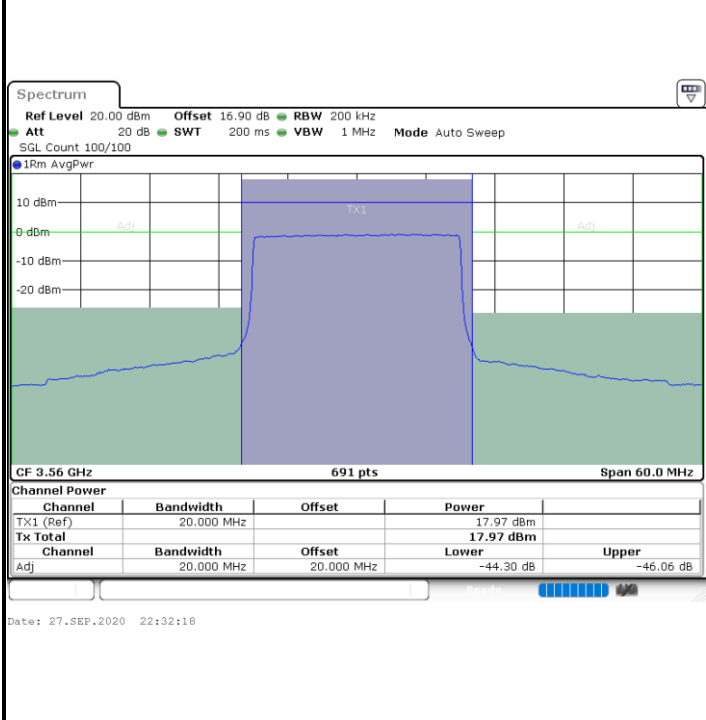 Spectrum
Ref Level 20.00 dBm Offset 16.90 dB RBW 200 kHz
Att 20 dB SWT 200 ms VBW 1 MHz Mode Auto Sweep
SGL Count 100/100
1Rm AvgPwr
10 dBm
TX1
Adj Adj
0 dBm
-10 dBm
-20 dBm
CF 3.56 GHz 691 pts Span 60.0 MHz
Channel Power
Channel Bandwidth Offset Power
TX1 (Ref) 20.000 MHz 17.97 dBm
Tx Total 17.97 dBm
Channel Bandwidth Offset Lower Upper
Adj 20.000 MHz 20.000 MHz -44.30 dB -46.06 dB
Ready
Date: 27.SEP.2020 22:32:18